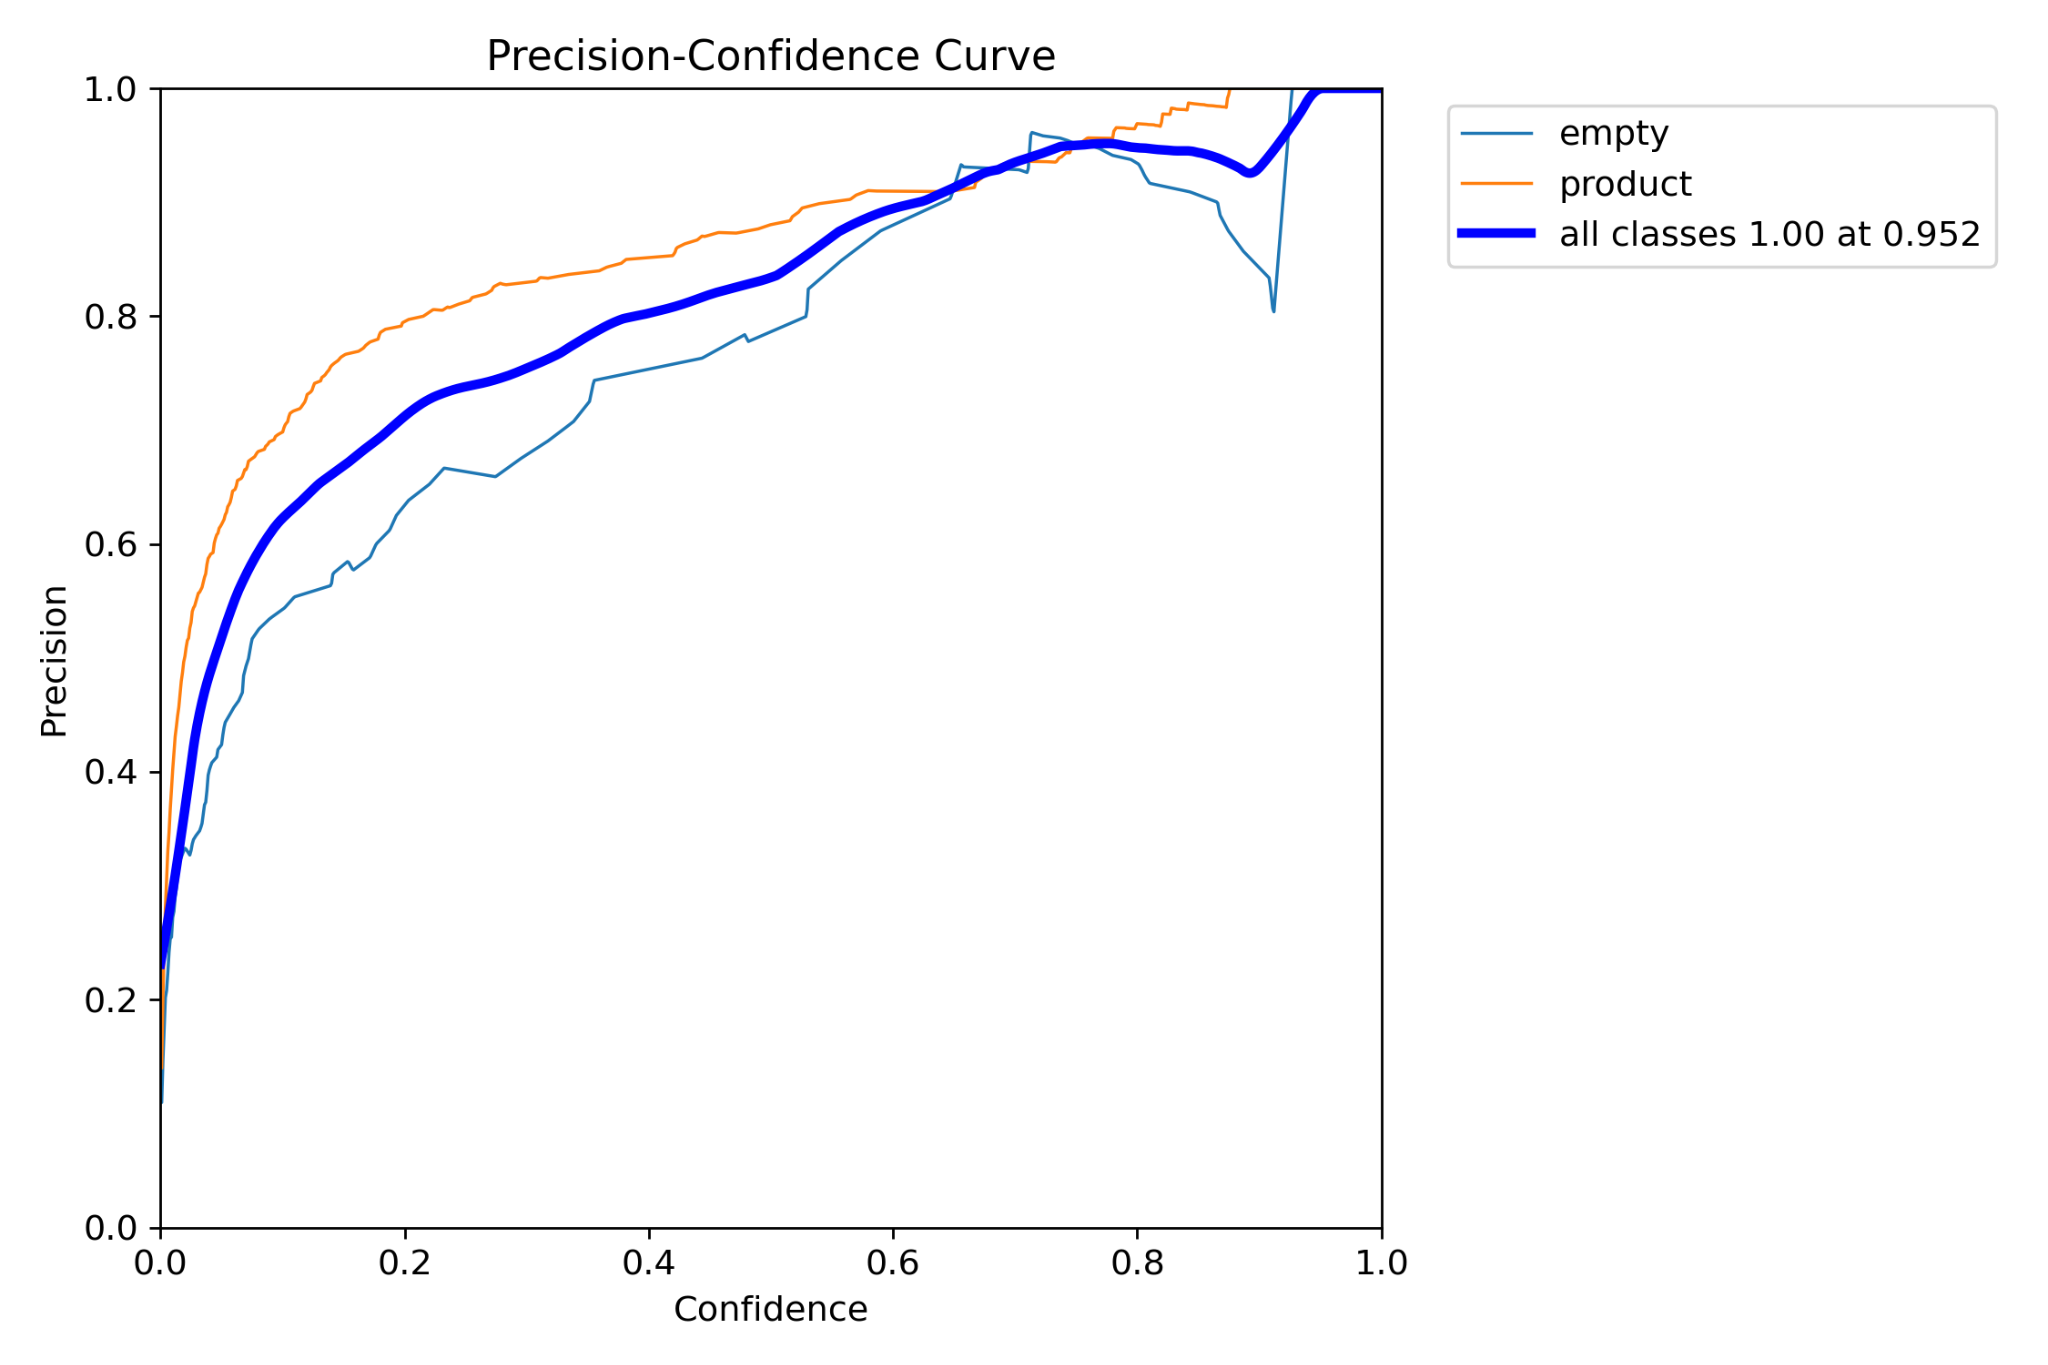 Precision-Confidence Curve
1.0
0.8
0.6
0.4
0.2
0.0
Precision
0.0 0.2 0.4 0.6 0.8 1.0
Confidence
empty
product
all classes 1.00 at 0.952